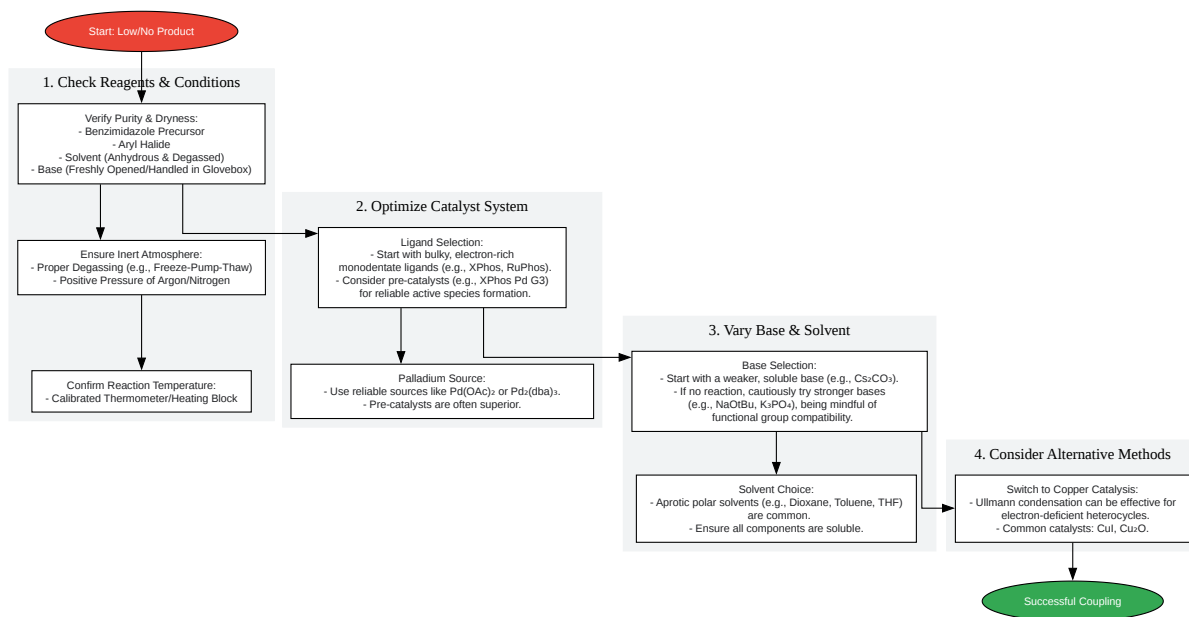 Start: Low/No Product
1. Check Reagents & Conditions
Verify Purity & Dryness:
- Benzimidazole Precursor
- Aryl Halide
- Solvent (Anhydrous & Degassed)
- Base (Freshly Opened/Handled in Glovebox)
Ensure Inert Atmosphere:
- Proper Degassing (e.g., Freeze-Pump-Thaw)
- Positive Pressure of Argon/Nitrogen
Confirm Reaction Temperature:
- Calibrated Thermometer/Heating Block
2. Optimize Catalyst System
Ligand Selection:
- Start with bulky, electron-rich
monodentate ligands (e.g., XPhos, RuPhos).
- Consider pre-catalysts (e.g., XPhos Pd G3)
for reliable active species formation.
Palladium Source:
- Use reliable sources like Pd(OAc)₂ or Pd₂(dba)₃.
- Pre-catalysts are often superior.
3. Vary Base & Solvent
Base Selection:
- Start with a weaker, soluble base (e.g., Cs₂CO₃).
- If no reaction, cautiously try stronger bases
(e.g., NaOtBu, K₃PO₄), being mindful of
functional group compatibility.
Solvent Choice:
- Aprotic polar solvents (e.g., Dioxane, Toluene, THF)
are common.
- Ensure all components are soluble.
4. Consider Alternative Methods
Switch to Copper Catalysis:
- Ullmann condensation can be effective for
electron-deficient heterocycles.
- Common catalysts: CuI, Cu₂O.
Successful Coupling